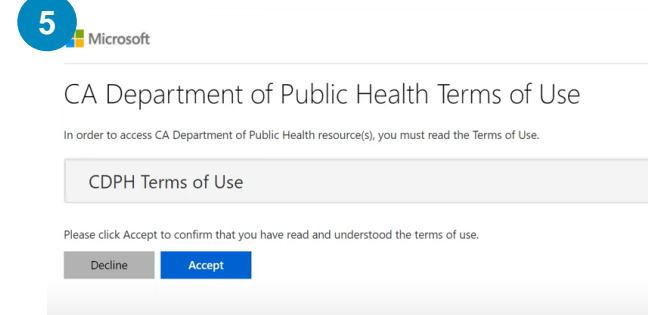 5
Microsoft
CA Department of Public Health Terms of Use
In order to access CA Department of Public Health resource(s), you must read the Terms of Use.
CDPH Terms of Use
Please click Accept to confirm that you have read and understood the terms of use.
Decline Accept